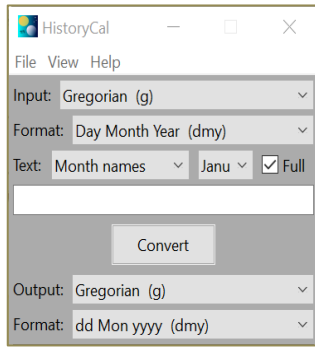 HistoryCal
File View Help
Input: Gregorian (g)
Format: Day Month Year (dmy)
Text: Month names Janu Full
Convert
Output: Gregorian (g)
Format: dd Mon yyyy (dmy)